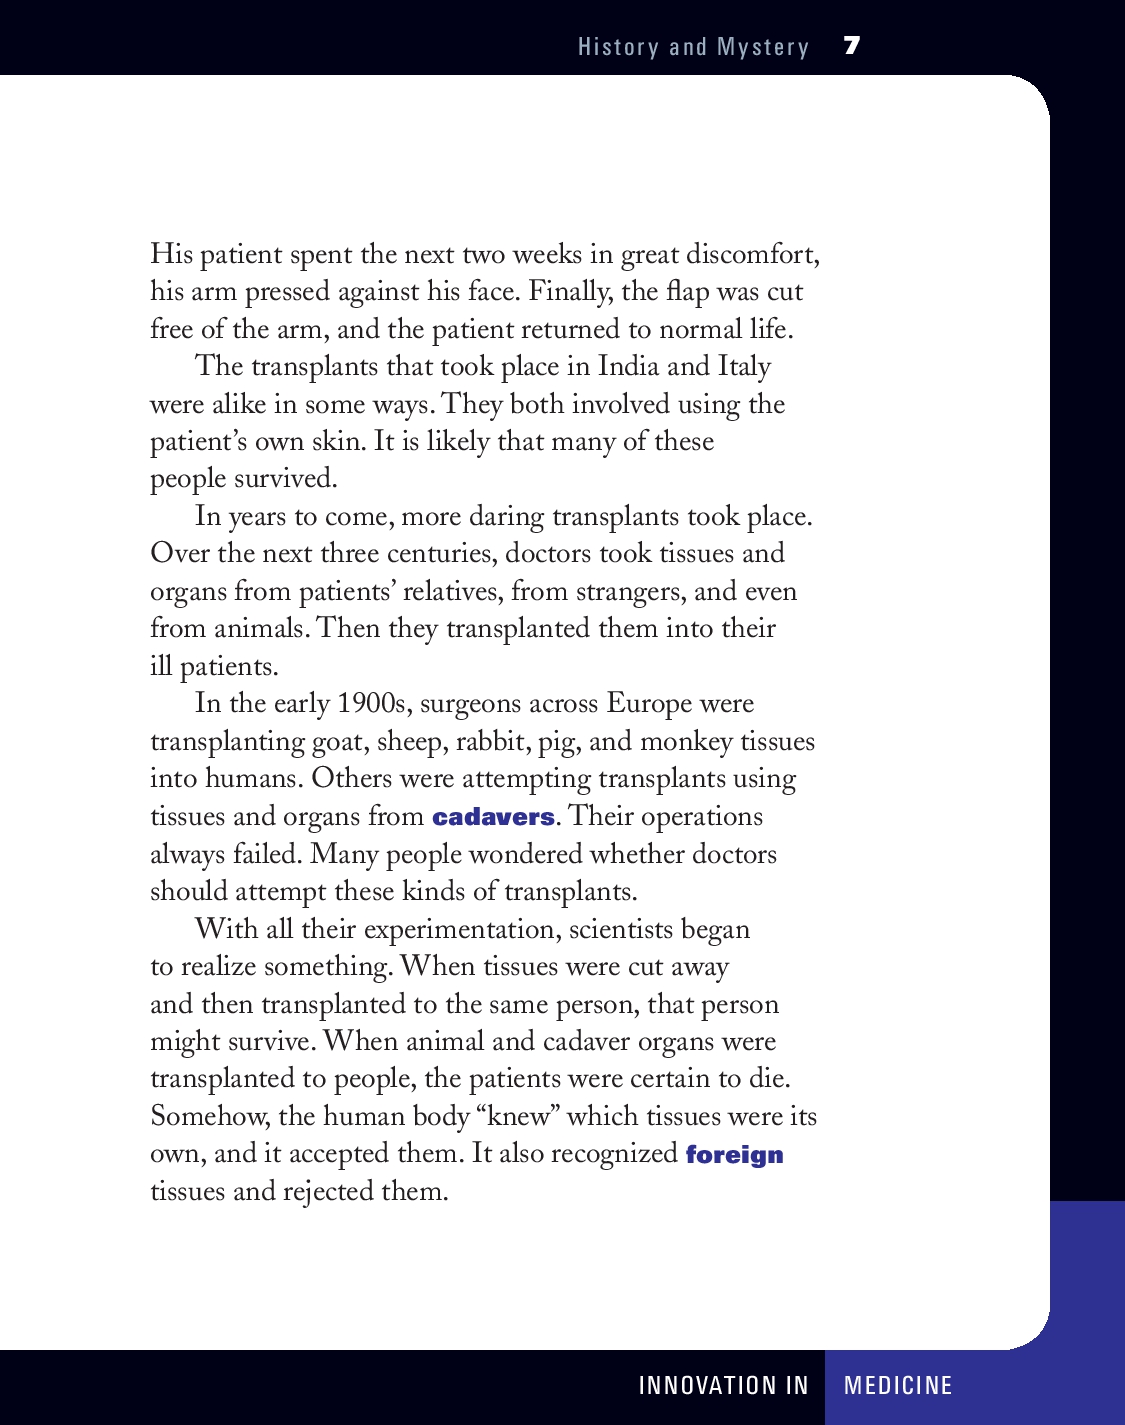 History and Mystery 7
His patient spent the next two weeks in great discomfort,
his arm pressed against his face. Finally, the flap was cut
free of the arm, and the patient returned to normal life.
The transplants that took place in India and Italy
were alike in some ways. They both involved using the
patient’s own skin. It is likely that many of these
people survived.
In years to come, more daring transplants took place.
Over the next three centuries, doctors took tissues and
organs from patients’ relatives, from strangers, and even
from animals. Then they transplanted them into their
ill patients.
In the early 1900s, surgeons across Europe were
transplanting goat, sheep, rabbit, pig, and monkey tissues
into humans. Others were attempting transplants using
tissues and organs from cadavers. Their operations
always failed. Many people wondered whether doctors
should attempt these kinds of transplants.
With all their experimentation, scientists began
to realize something. When tissues were cut away
and then transplanted to the same person, that person
might survive. When animal and cadaver organs were
transplanted to people, the patients were certain to die.
Somehow, the human body “knew” which tissues were its
own, and it accepted them. It also recognized foreign
tissues and rejected them.
INNOVATION IN MEDICINE